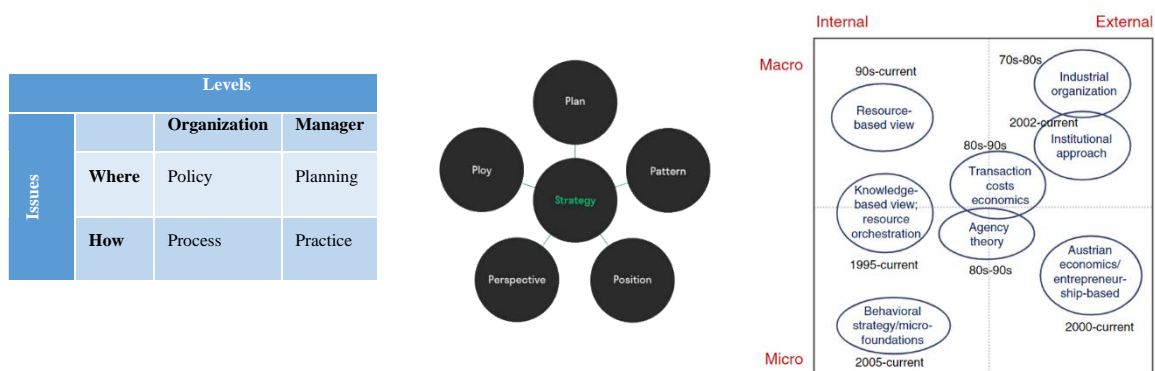 Levels
Organization Manager
Issues
Where Policy Planning
How Process Practice
Plan
Ploy
Pattern
Strategy
Perspective
Position
Internal External
Macro
Micro
70s-80s
Industrial
organization
90s-current
Resource-
based view
2002-current
Institutional
approach
80s-90s
Transaction
costs
economics
Knowledge-
based view;
resource
orchestration
1995-current
Agency
theory
80s-90s
Austrian
economics/
entrepreneur-
ship-based
2000-current
Behavioral
strategy/micro-
foundations
2005-current